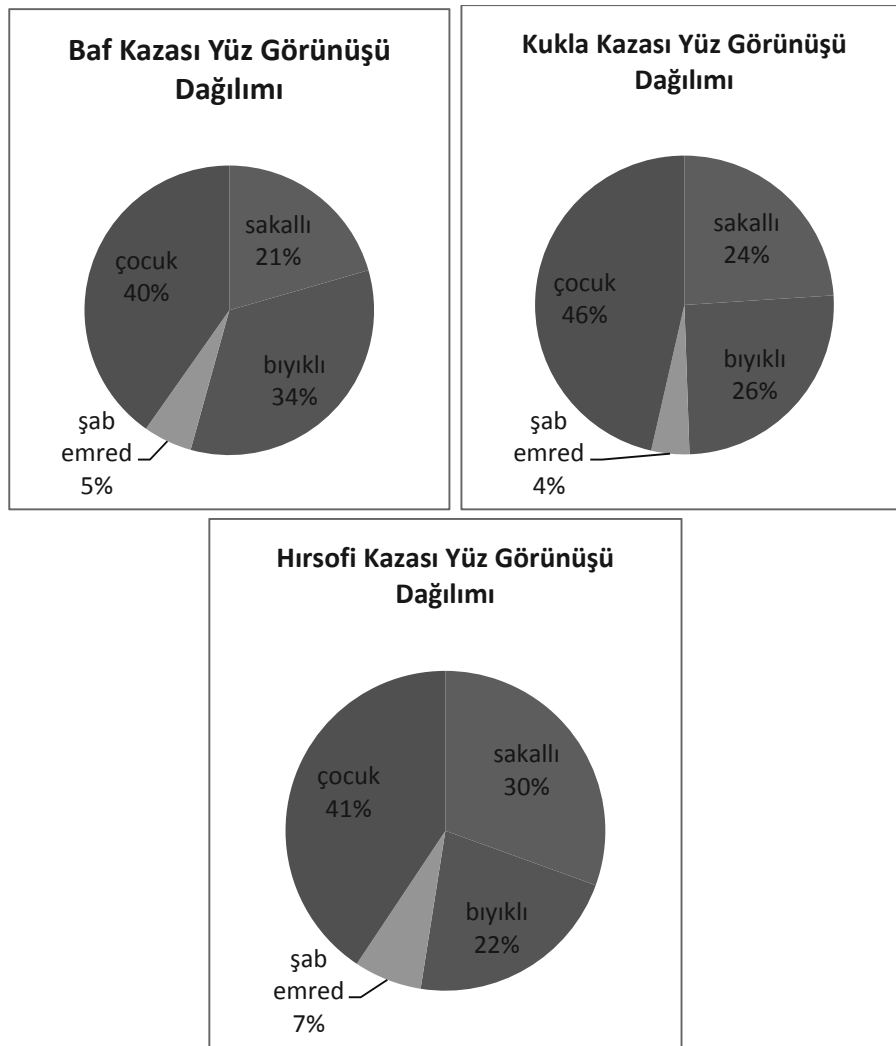 Baf Kazası Yüz Görünüşü
Dağılımı
sakallı
21%
bıyıklı
34%
şab
emred
5%
çocuk
40%
Kukla Kazası Yüz Görünüşü
Dağılımı
sakallı
24%
bıyıklı
26%
şab
emred
4%
çocuk
46%
Hırsofi Kazası Yüz Görünüşü
Dağılımı
sakallı
30%
bıyıklı
22%
şab
emred
7%
çocuk
41%